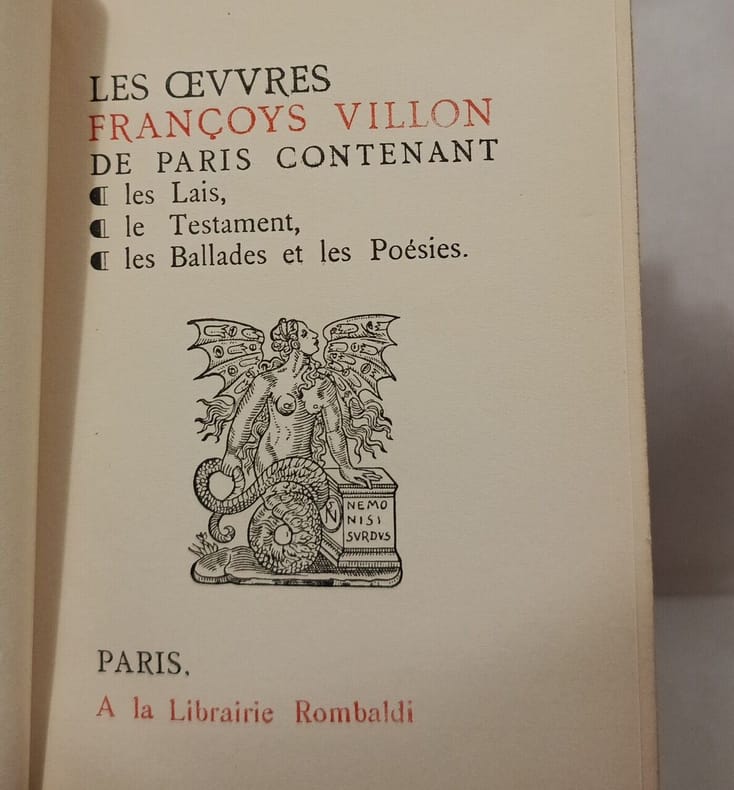 LES ŒVVRES
FRANÇOYS VILLON
DE PARIS CONTENANT
⸿ les Lais,
⸿ le Testament,
⸿ les Ballades et les Poésies.
N
NEMO
NISI
SVRDVS
PARIS,
A la Librairie Rombaldi